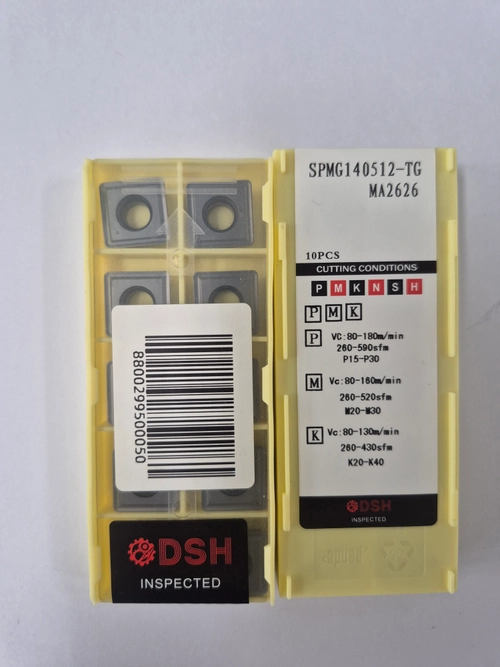 8800299500050
DSH
INSPECTED
SPMG140512-TG
MA2626
10PCS
CUTTING CONDITIONS
P M K N S H
P M K
P VC:80-180m/min
260-590sfm
P15-P30
M Vc:80-160m/min
260-520sfm
M20-M30
K Vc:80-130m/min
260-430sfm
K20-K40
DSH
INSPECTED